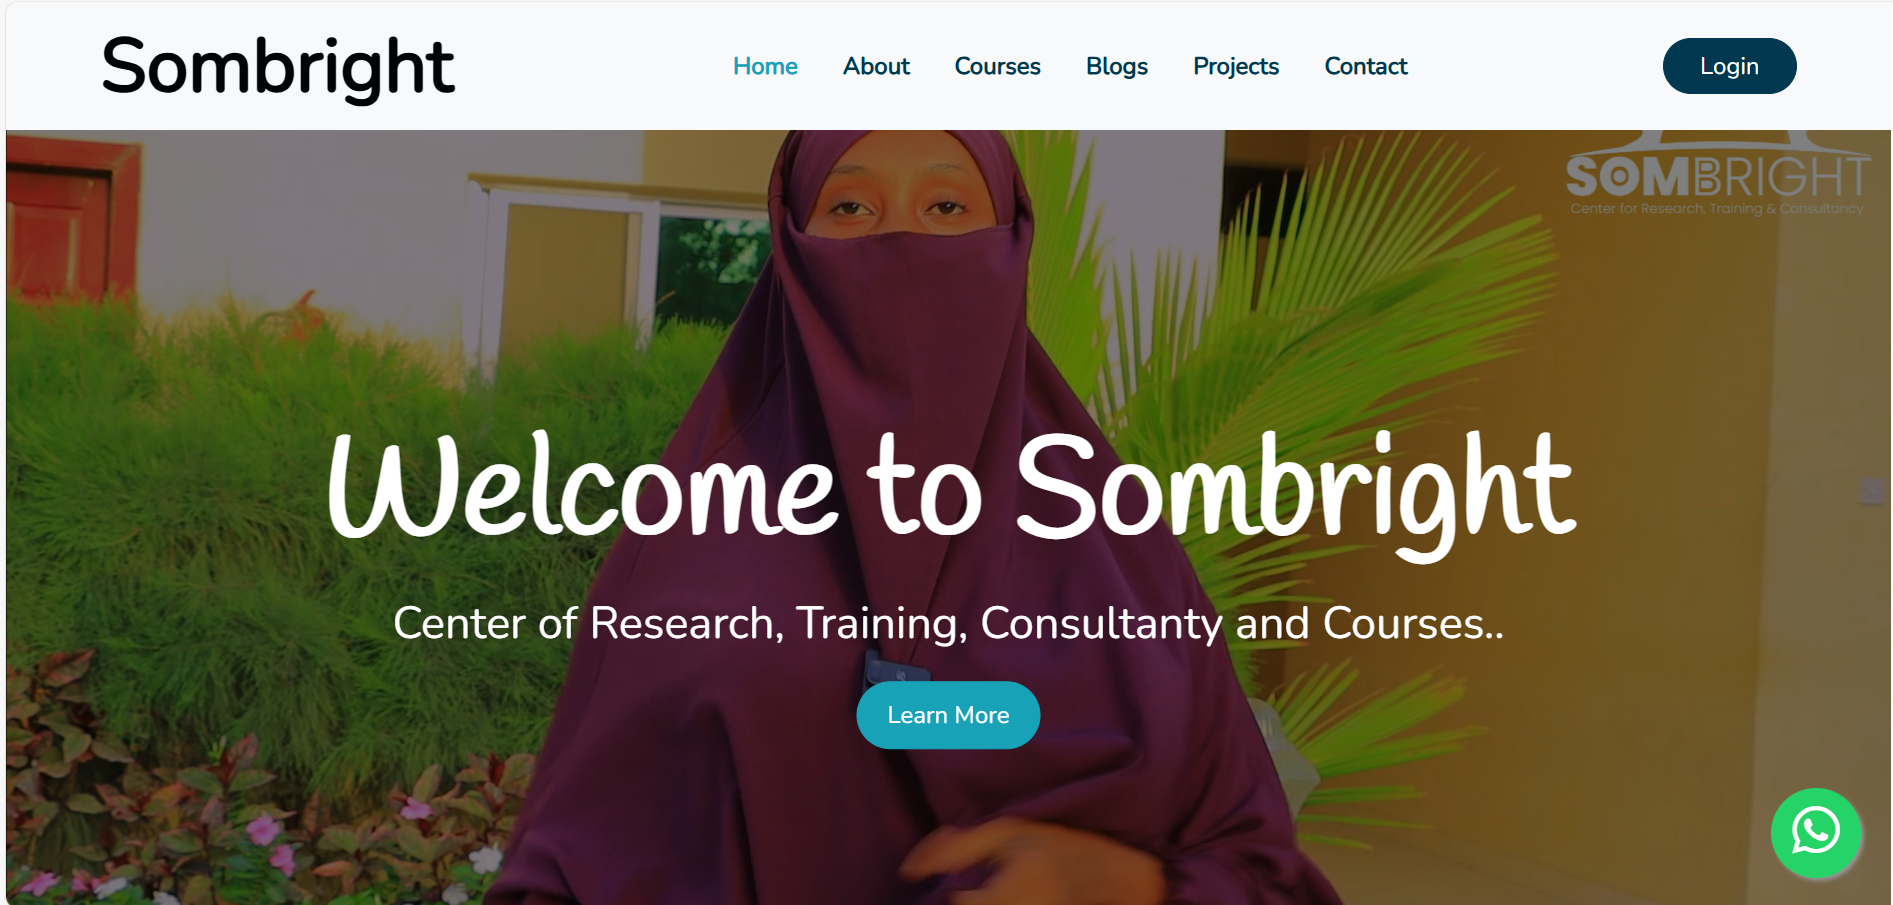 Sombright
Home About Courses Blogs Projects Contact
Login
SOMBRIGHT
Center for Research, Training & Consultancy
Welcome to Sombright
Center of Research, Training, Consultanty and Courses..
Learn More